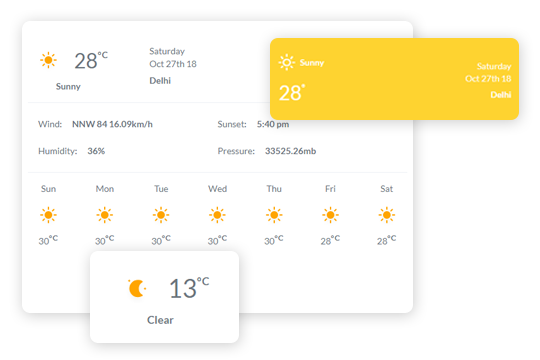 28°C
Sunny
Saturday
Oct 27th 18
Delhi
Sunny
28°
Saturday
Oct 27th 18
Delhi
Wind: NNW 84 16.09km/h
Sunset: 5:40 pm
Humidity: 36%
Pressure: 33525.26mb
Sun Mon Tue Wed Thu Fri Sat
30°C 30°C 30°C 30°C 30°C 28°C 28°C
13°C
Clear